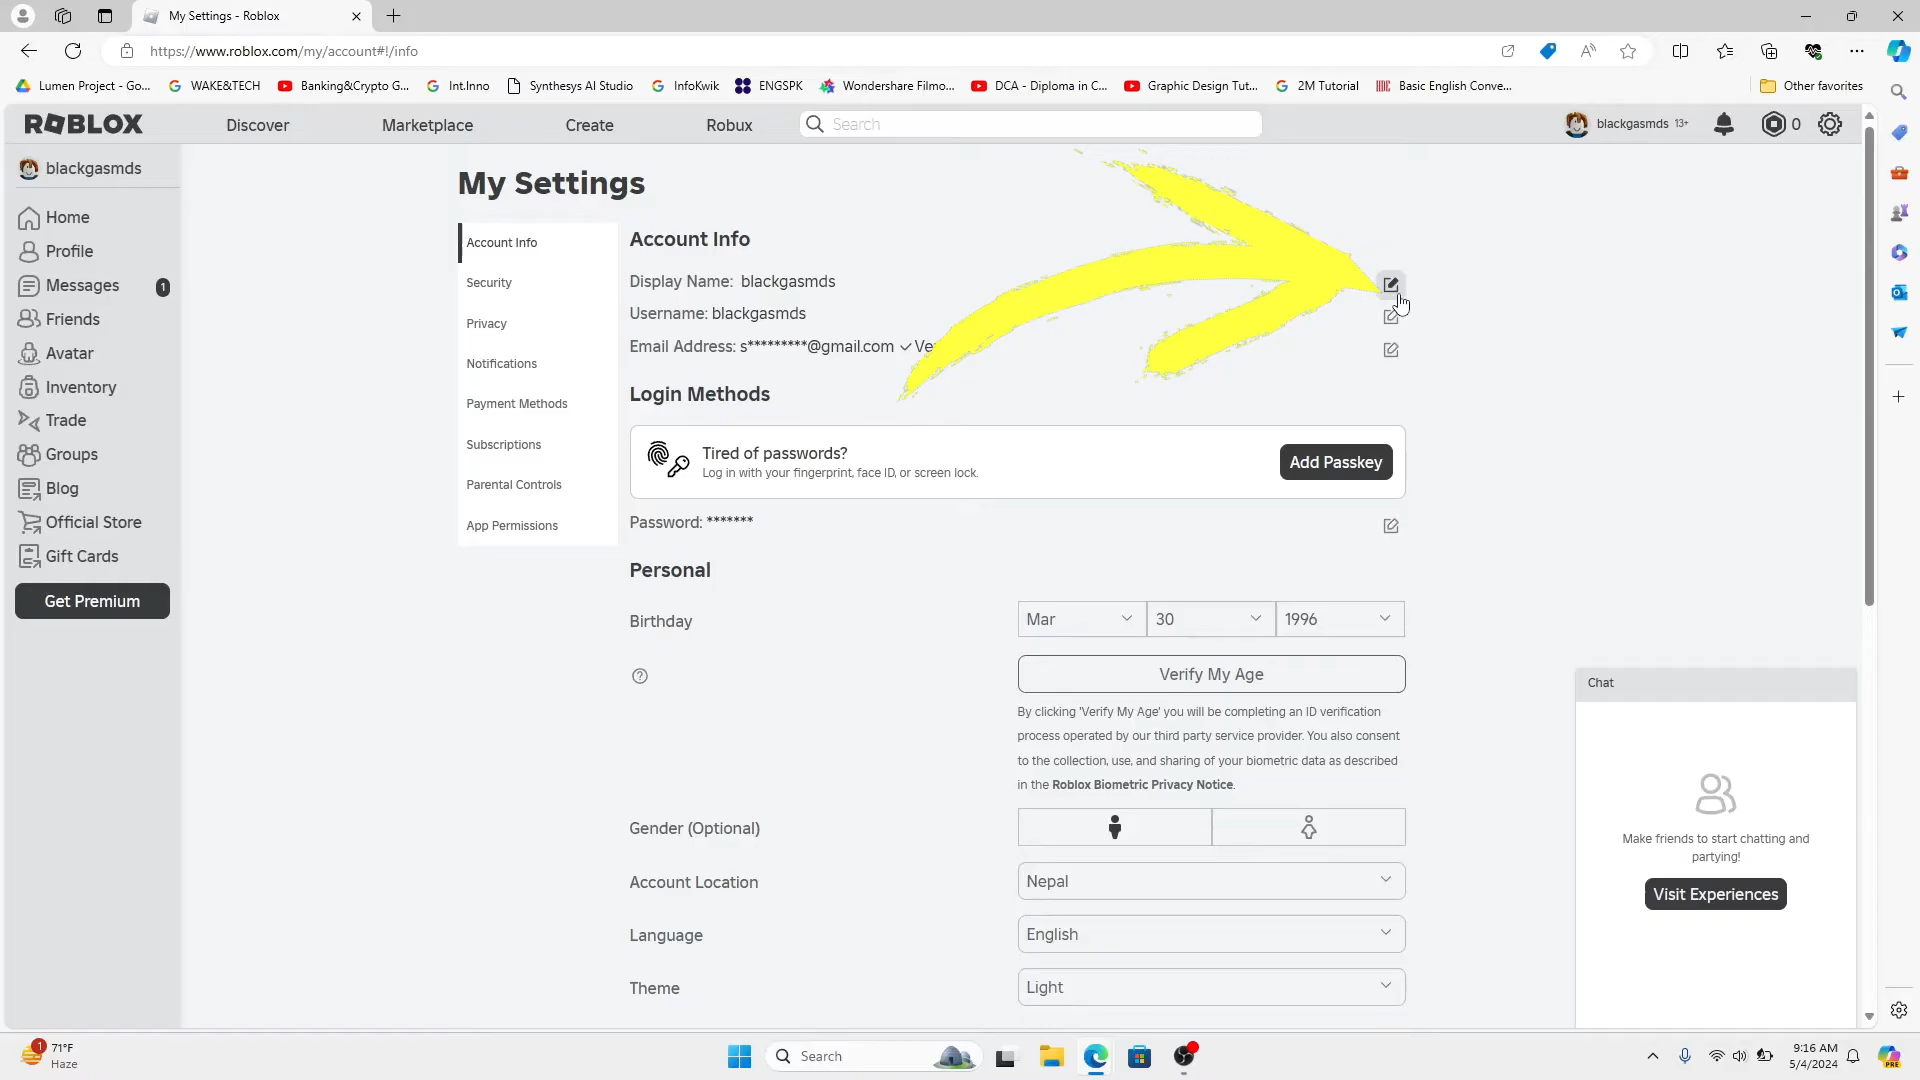 My Settings - Roblox
https://www.roblox.com/my/account#!/info
Lumen Project - Go...
WAKE&TECH
Banking&Crypto G...
Int.Inno
Synthesys AI Studio
InfoKwik
ENGSPK
Wondershare Filmo...
DCA - Diploma in C...
Graphic Design Tut...
2M Tutorial
Basic English Conve...
Other favorites
ROBLOX
Discover
Marketplace
Create
Robux
Search
blackgasmds 13+
0
blackgasmds
Home
Profile
Messages 1
Friends
Avatar
Inventory
Trade
Groups
Blog
Official Store
Gift Cards
Get Premium
My Settings
Account Info
Security
Privacy
Notifications
Payment Methods
Subscriptions
Parental Controls
App Permissions
Account Info
Display Name: blackgasmds
Username: blackgasmds
Email Address: s*********@gmail.com Ve
Login Methods
Tired of passwords?
Log in with your fingerprint, face ID, or screen lock.
Add Passkey
Password: *******
Personal
Birthday
Mar
30
1996
Verify My Age
By clicking 'Verify My Age' you will be completing an ID verification
process operated by our third party service provider. You also consent
to the collection, use, and sharing of your biometric data as described
in the Roblox Biometric Privacy Notice.
Gender (Optional)
Account Location
Nepal
Language
English
Theme
Light
Chat
Make friends to start chatting and
partying!
Visit Experiences
1
71°F
Haze
Search
9:16 AM
5/4/2024
PRE